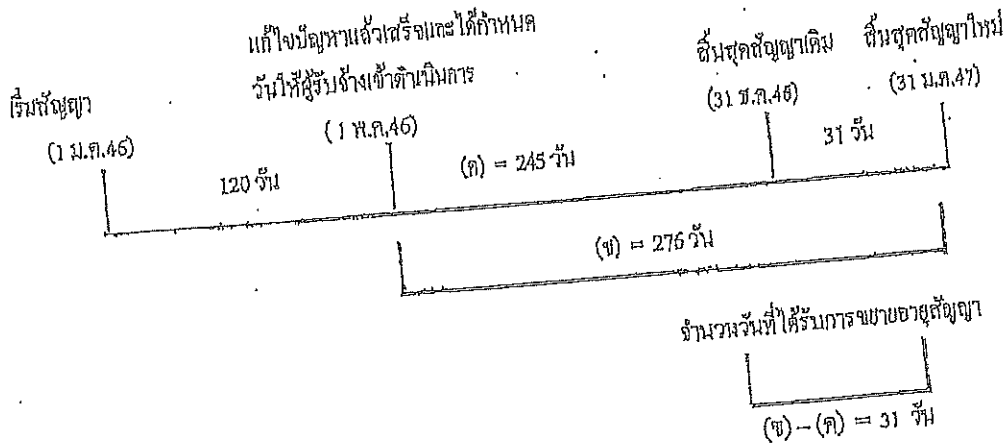 แก้ไขปัญหาแล้วเสร็จและได้กำหนด
วันให้ผู้รับจ้างเข้าดำเนินการ
(1 พ.ค.46)
เริ่มสัญญา
(1 ม.ค.46)
สิ้นสุดสัญญาเดิม
(31 ธ.ค.46)
สิ้นสุดสัญญาใหม่
(31 ม.ค.47)
120 วัน
(ค) = 245 วัน
31 วัน
(ข) = 276 วัน
จำนวนวันที่ได้รับการขยายอายุสัญญา
(ข) – (ค) = 31 วัน